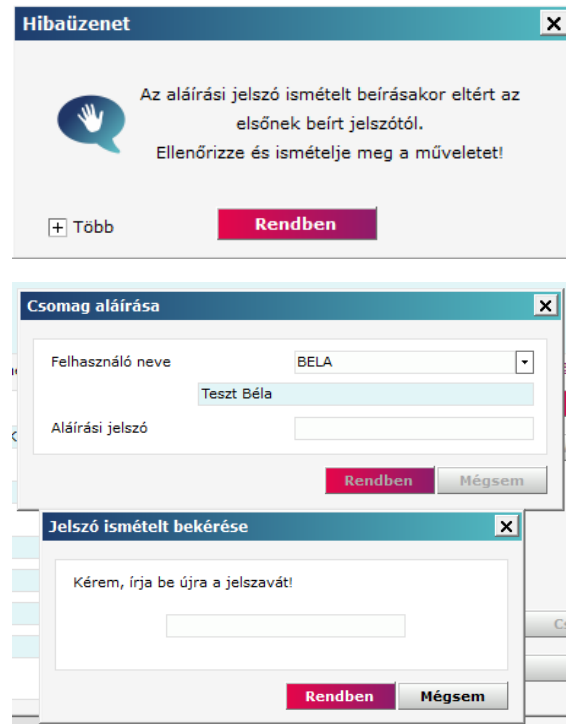 Hibaüzenet
Az aláírási jelszó ismételt beírásakor eltért az
elsőnek beírt jelszótól.
Ellenőrizze és ismételje meg a műveletet!
Több
Rendben
Csomag aláírása
Felhasználó neve BELA
Teszt Béla
Aláírási jelszó
Rendben Mégsem
Jelszó ismételt bekérése
Kérem, írja be újra a jelszavát!
Rendben Mégsem